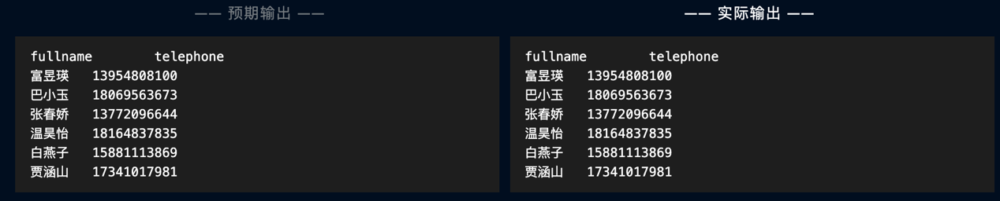 —— 预期输出 ——
fullname telephone
富昱瑛 13954808100
巴小玉 18069563673
张春娇 13772096644
温昊怡 18164837835
白燕子 15881113869
贾涵山 17341017981
—— 实际输出 ——
fullname telephone
富昱瑛 13954808100
巴小玉 18069563673
张春娇 13772096644
温昊怡 18164837835
白燕子 15881113869
贾涵山 17341017981